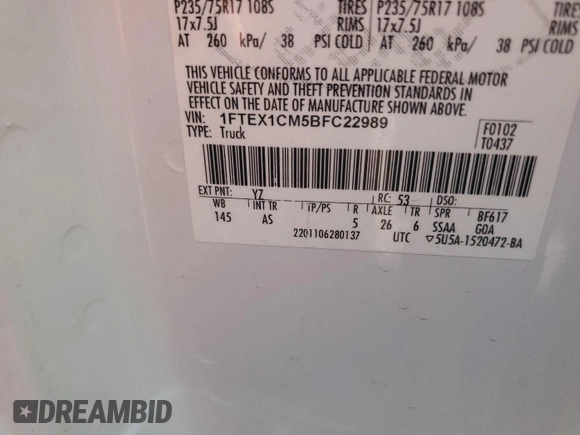 P235/75R17 108S TIRES P235/75R17 108S TIRES
17x7.5J RIMS 17x7.5J RIMS
AT 260 kPa/ 38 PSI COLD AT 260 kPa/ 38 PSI COLD
THIS VEHICLE CONFORMS TO ALL APPLICABLE FEDERAL MOTOR
VEHICLE SAFETY AND THEFT PREVENTION STANDARDS IN
EFFECT ON THE DATE OF MANUFACTURE SHOWN ABOVE.
VIN: 1FTEX1CM5BFC22989 F0102
TYPE: Truck T0437
EXT PNT: YZ RC: 53 DSO:
WB INT TR TP/PS R AXLE TR SPR BF617
145 AS 5 26 6 SSAA GOA
2201106280137 UTC ▽5U5A-1520472-BA
DREAMBID